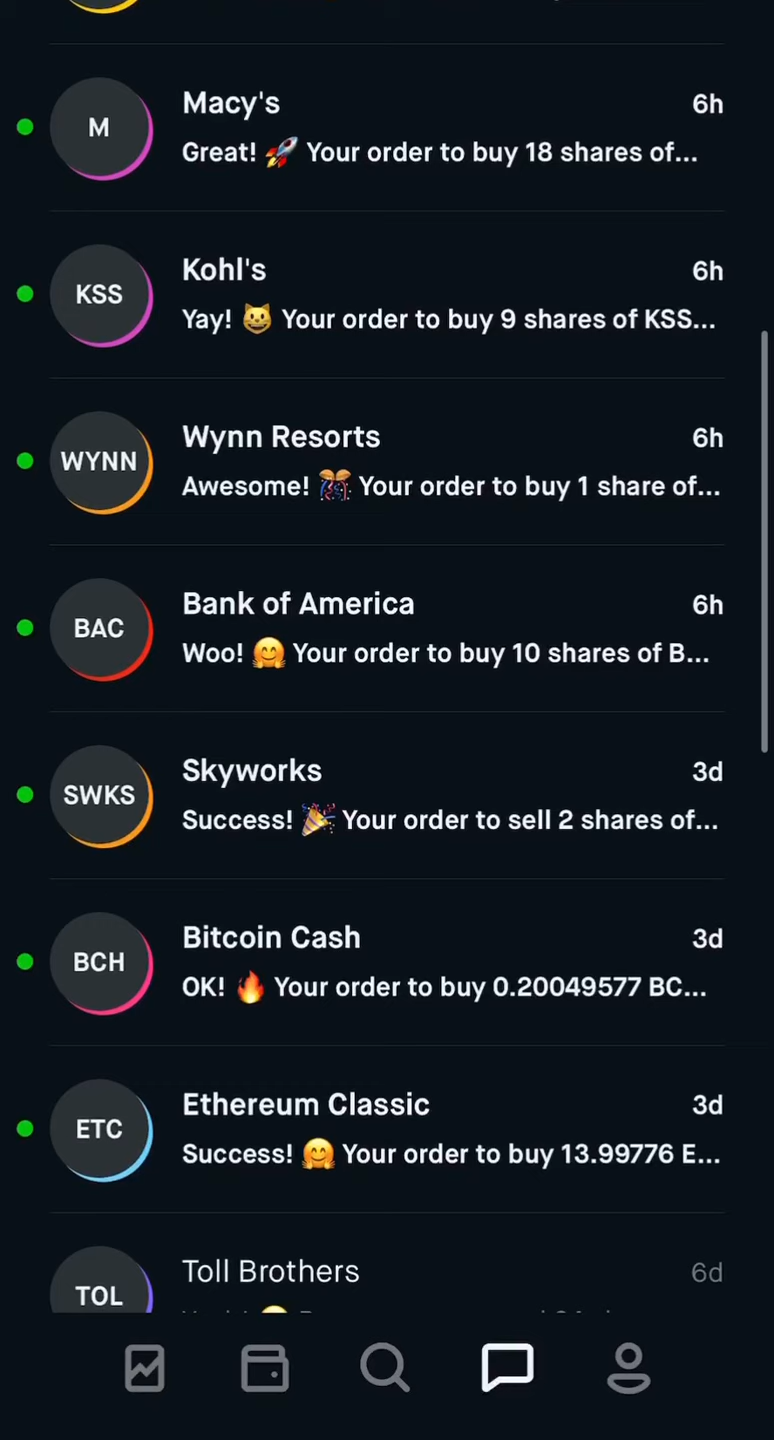 M
Macy's
6h
Great! 🚀 Your order to buy 18 shares of...
KSS
Kohl's
6h
Yay! 😺 Your order to buy 9 shares of KSS...
WYNN
Wynn Resorts
6h
Awesome! 🎊 Your order to buy 1 share of...
BAC
Bank of America
6h
Woo! 🤗 Your order to buy 10 shares of B...
SWKS
Skyworks
3d
Success! 🎉 Your order to sell 2 shares of...
BCH
Bitcoin Cash
3d
OK! 🔥 Your order to buy 0.20049577 BC...
ETC
Ethereum Classic
3d
Success! 🤗 Your order to buy 13.99776 E...
TOL
Toll Brothers
6d